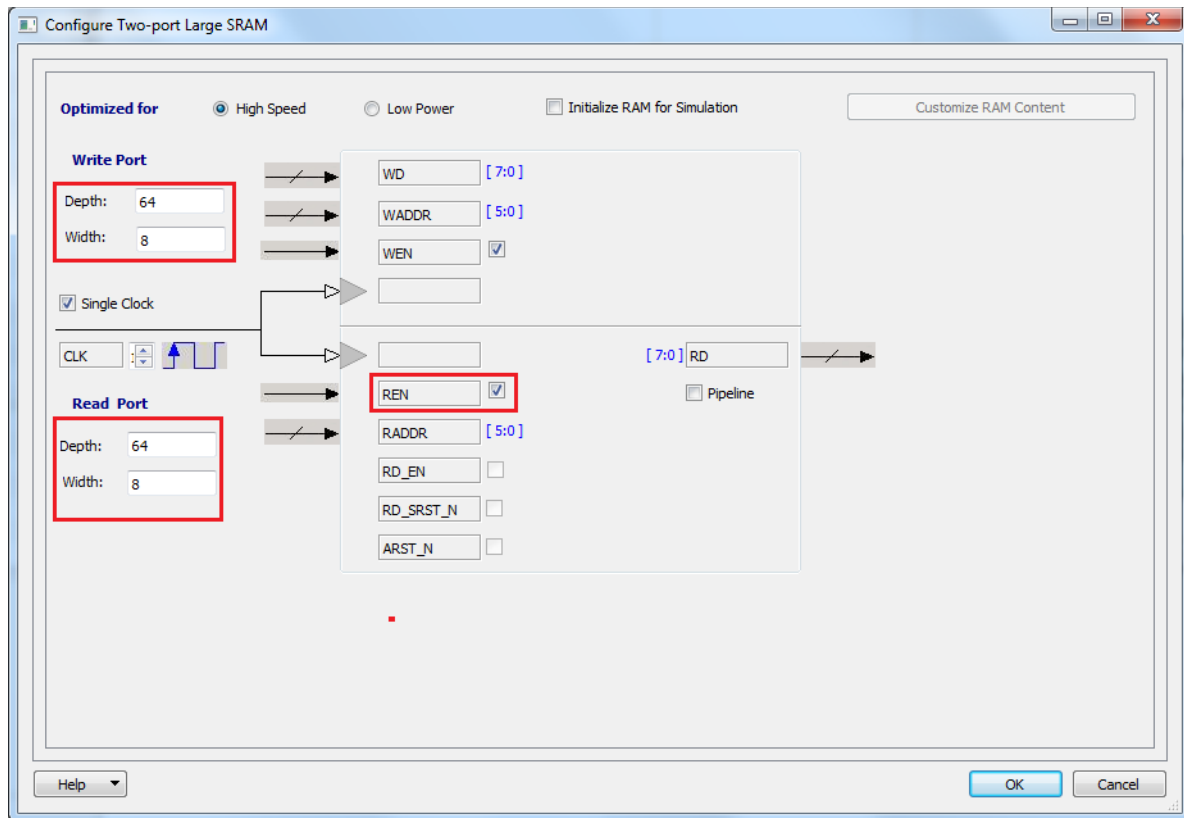 Configure Two-port Large SRAM
Optimized for High Speed Low Power Initialize RAM for Simulation Customize RAM Content
Write Port
WD [ 7:0 ]
Depth: 64
WADDR [ 5:0 ]
Width: 8
WEN
Single Clock
CLK
[ 7:0 ] RD
REN
Pipeline
Read Port
RADDR [ 5:0 ]
Depth: 64
RD_EN
Width: 8
RD_SRST_N
ARST_N
Help OK Cancel